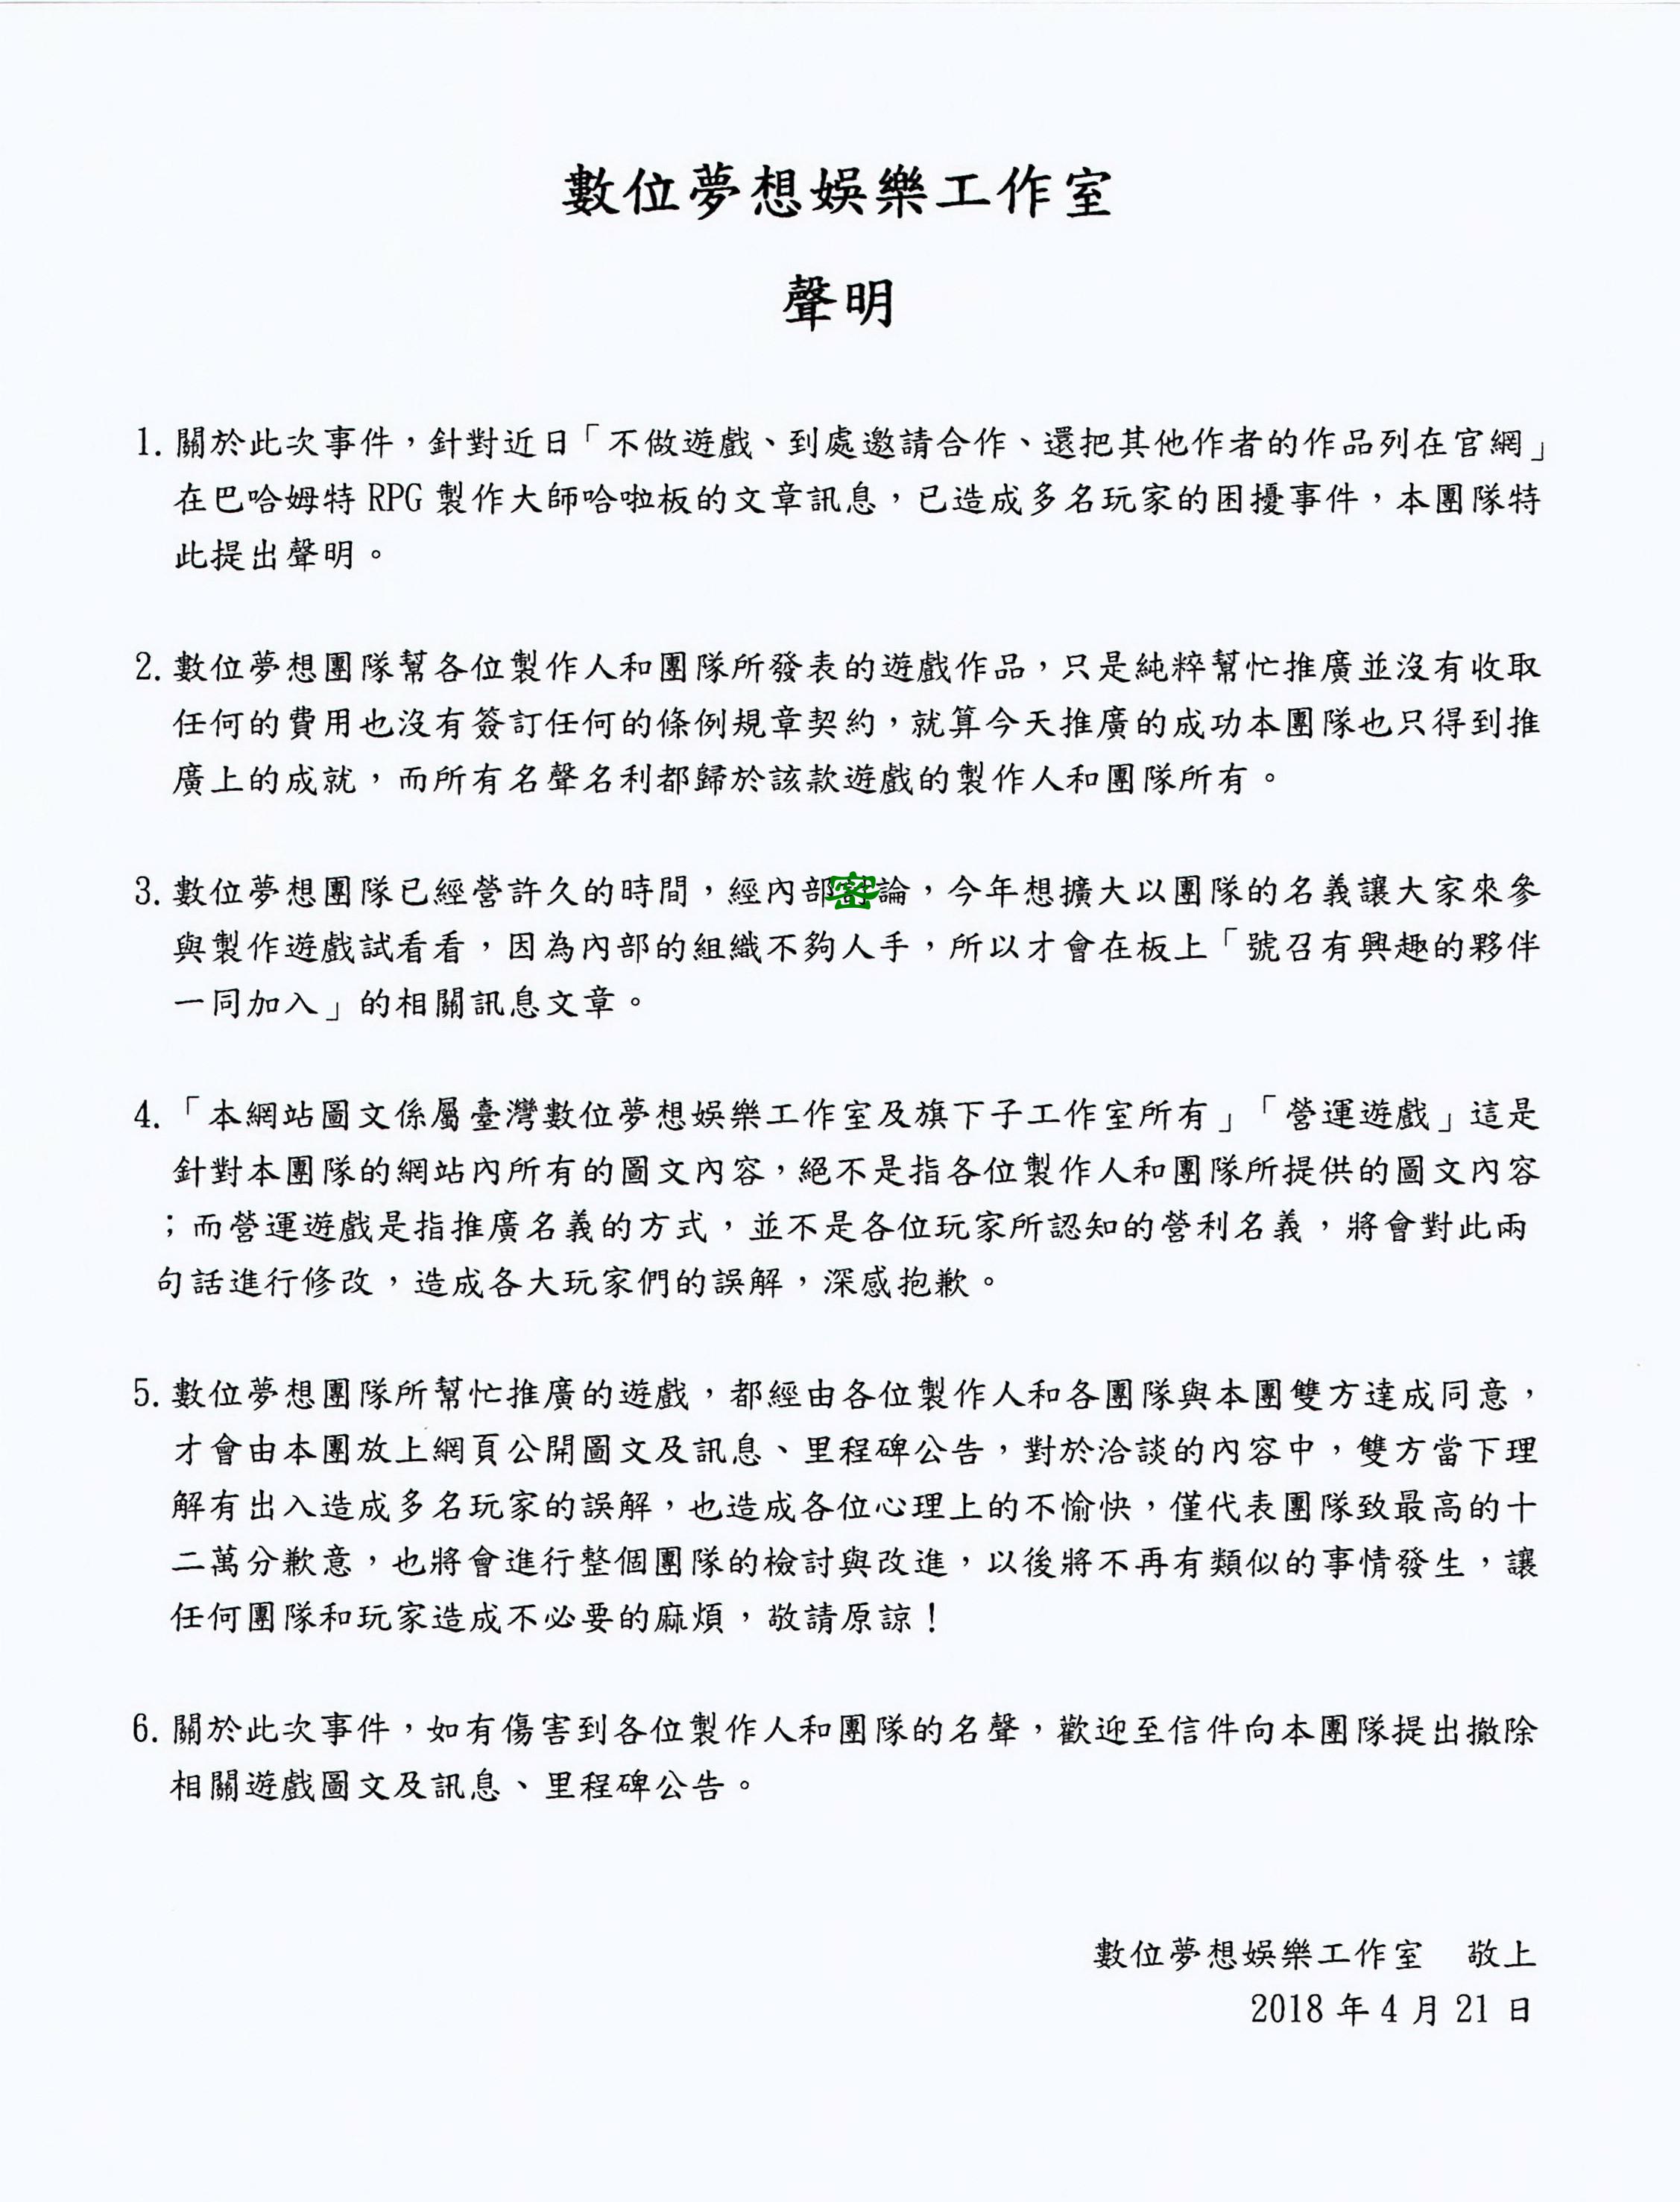 數位夢想娛樂工作室
聲明
1. 關於此次事件，針對近日「不做遊戲、到處邀請合作、還把其他作者的作品列在官網」
在巴哈姆特 RPG 製作大師哈啦板的文章訊息，已造成多名玩家的困擾事件，本團隊特
此提出聲明。
2. 數位夢想團隊幫各位製作人和團隊所發表的遊戲作品，只是純粹幫忙推廣並沒有收取
任何的費用也沒有簽訂任何的條例規章契約，就算今天推廣的成功本團隊也只得到推
廣上的成就，而所有名聲名利都歸於該款遊戲的製作人和團隊所有。
3. 數位夢想團隊已經營許久的時間，經內部密論，今年想擴大以團隊的名義讓大家來參
與製作遊戲試看看，因為內部的組織不夠人手，所以才會在板上「號召有興趣的夥伴
一同加入」的相關訊息文章。
4. 「本網站圖文係屬臺灣數位夢想娛樂工作室及旗下子工作室所有」「營運遊戲」這是
針對本團隊的網站內所有的圖文內容，絕不是指各位製作人和團隊所提供的圖文內容
；而營運遊戲是指推廣名義的方式，並不是各位玩家所認知的營利名義，將會對此兩
句話進行修改，造成各大玩家們的誤解，深感抱歉。
5. 數位夢想團隊所幫忙推廣的遊戲，都經由各位製作人和各團隊與本團雙方達成同意，
才會由本團放上網頁公開圖文及訊息、里程碑公告，對於洽談的內容中，雙方當下理
解有出入造成多名玩家的誤解，也造成各位心理上的不愉快，僅代表團隊致最高的十
二萬分歉意，也將會進行整個團隊的檢討與改進，以後將不再有類似的事情發生，讓
任何團隊和玩家造成不必要的麻煩，敬請原諒！
6. 關於此次事件，如有傷害到各位製作人和團隊的名聲，歡迎至信件向本團隊提出撤除
相關遊戲圖文及訊息、里程碑公告。
數位夢想娛樂工作室　敬上
2018 年 4 月 21 日